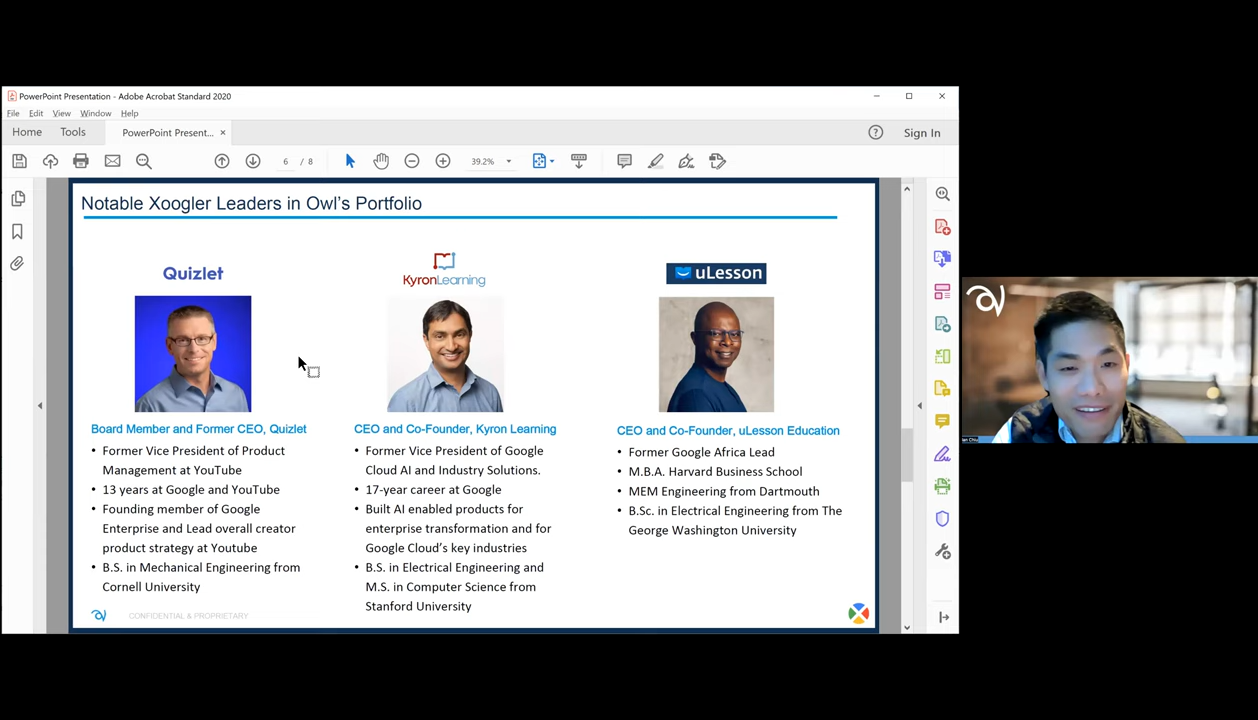 PowerPoint Presentation - Adobe Acrobat Standard 2020
File Edit View Window Help
Home Tools PowerPoint Present... × Sign In
6 / 8 39.2%
Notable Xoogler Leaders in Owl's Portfolio
Quizlet
Board Member and Former CEO, Quizlet
• Former Vice President of Product
Management at YouTube
• 13 years at Google and YouTube
• Founding member of Google
Enterprise and Lead overall creator
product strategy at Youtube
• B.S. in Mechanical Engineering from
Cornell University
KyronLearning
CEO and Co-Founder, Kyron Learning
• Former Vice President of Google
Cloud AI and Industry Solutions.
• 17-year career at Google
• Built AI enabled products for
enterprise transformation and for
Google Cloud's key industries
• B.S. in Electrical Engineering and
M.S. in Computer Science from
Stanford University
uLesson
CEO and Co-Founder, uLesson Education
• Former Google Africa Lead
• M.B.A. Harvard Business School
• MEM Engineering from Dartmouth
• B.Sc. in Electrical Engineering from The
George Washington University
CONFIDENTIAL & PROPRIETARY